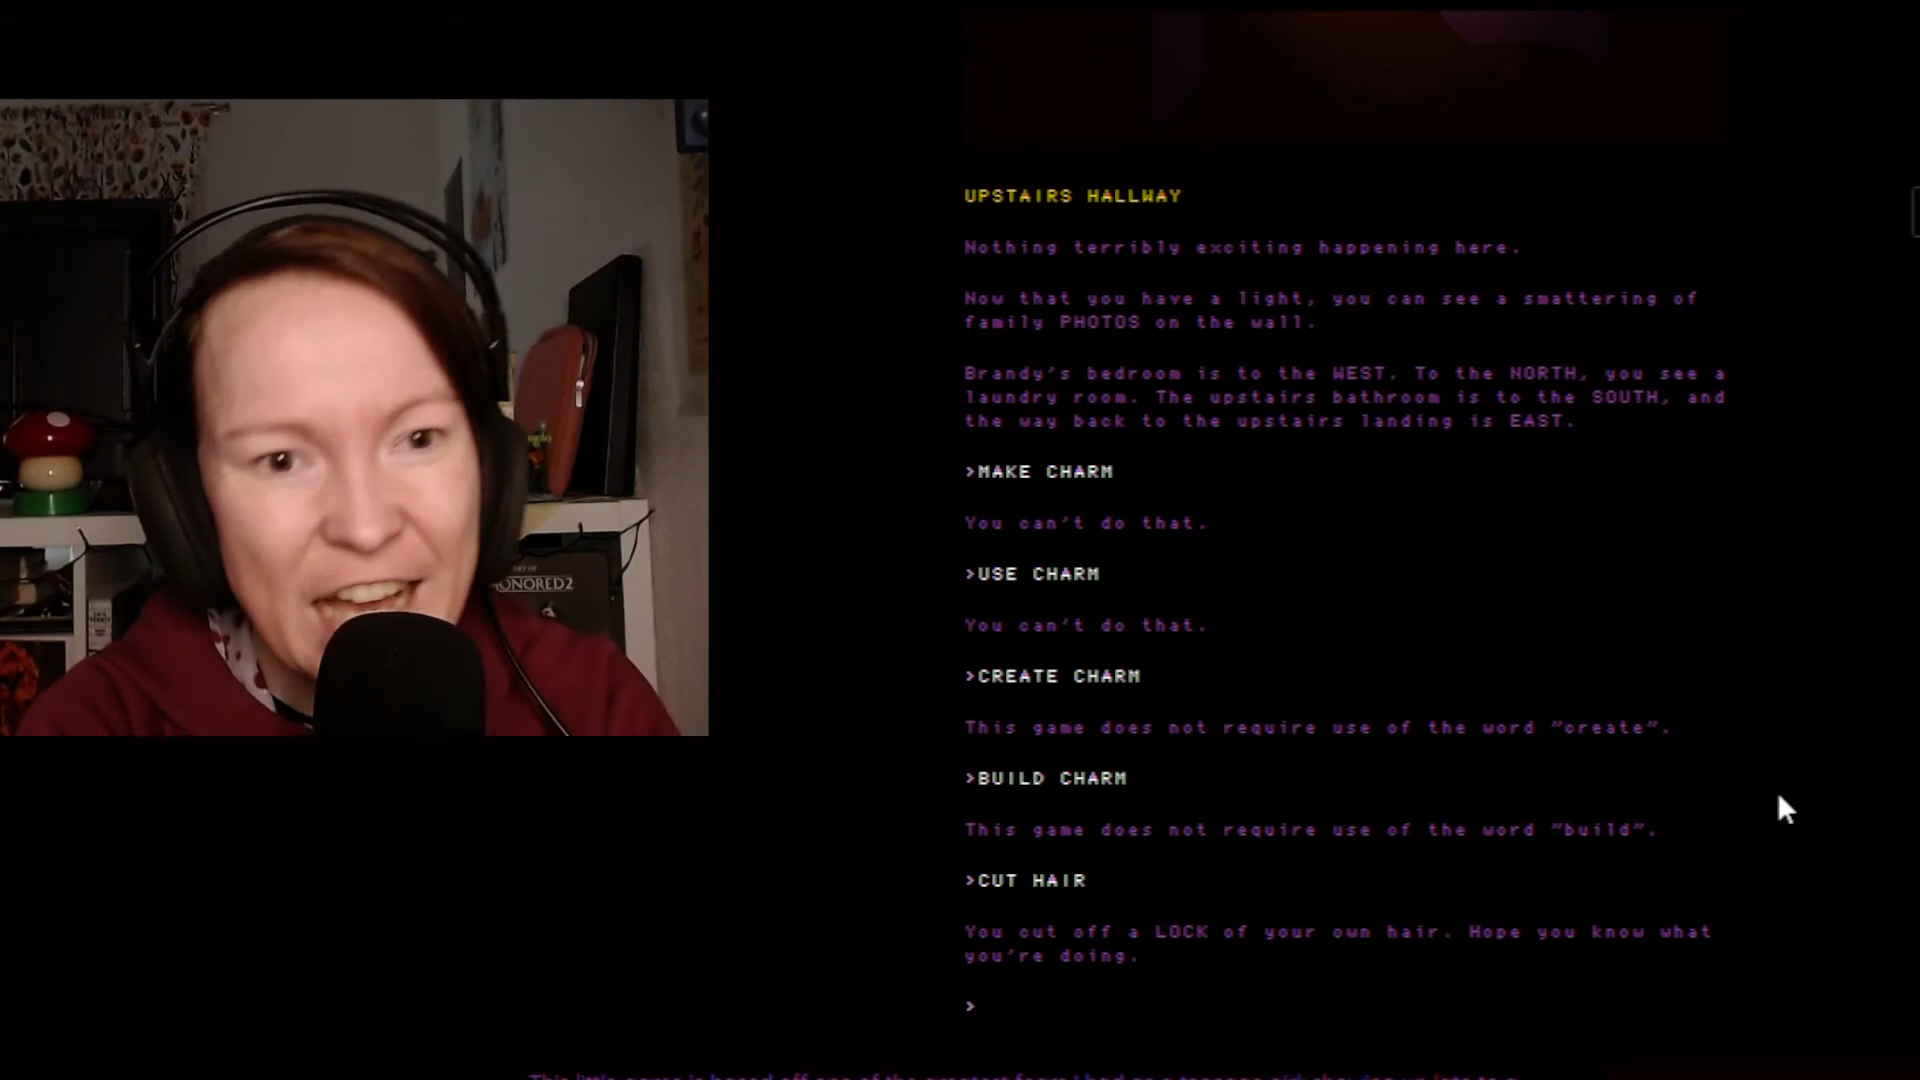 UPSTAIRS HALLWAY
Nothing terribly exciting happening here.
Now that you have a light, you can see a smattering of
family PHOTOS on the wall.
Brandy's bedroom is to the WEST. To the NORTH, you see a
laundry room. The upstairs bathroom is to the SOUTH, and
the way back to the upstairs landing is EAST.
>MAKE CHARM
You can't do that.
>USE CHARM
You can't do that.
>CREATE CHARM
This game does not require use of the word "create".
>BUILD CHARM
This game does not require use of the word "build".
>CUT HAIR
You cut off a LOCK of your own hair. Hope you know what
you're doing.
>
ONORED2